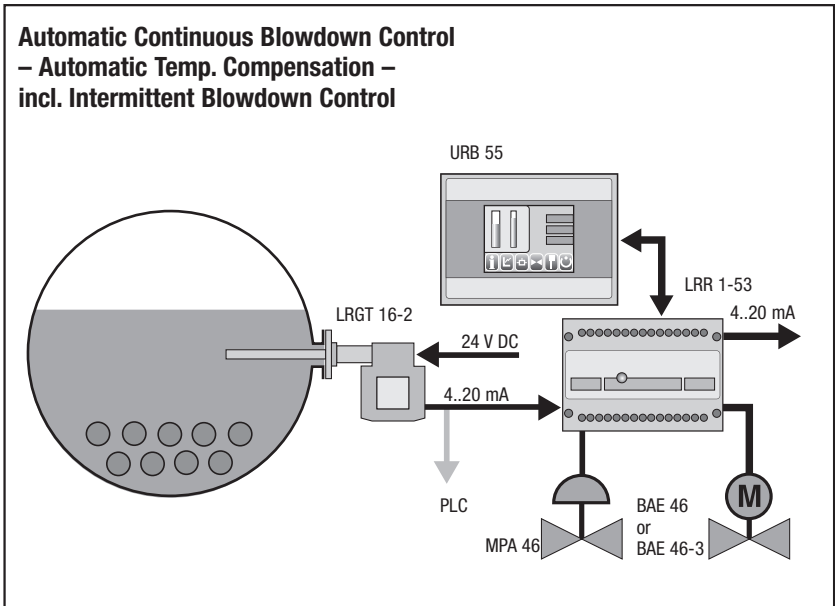 Automatic Continuous Blowdown Control
– Automatic Temp. Compensation –
incl. Intermittent Blowdown Control
URB 55
LRR 1-53
LRGT 16-2
4..20 mA
24 V DC
4..20 mA
PLC
MPA 46
BAE 46
or
BAE 46-3
M